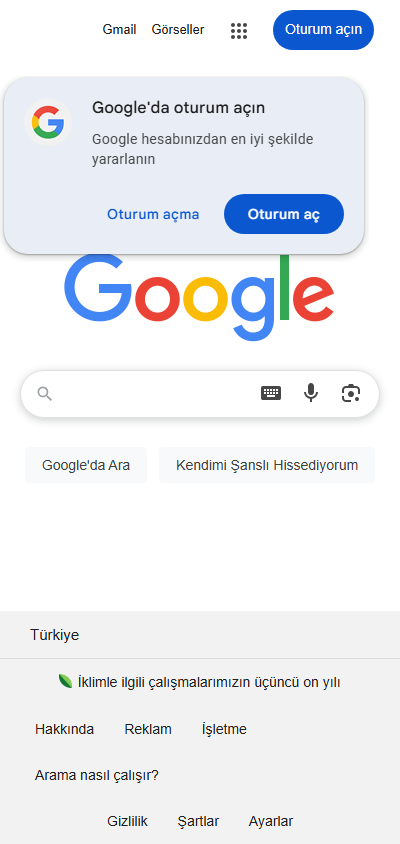 Gmail Görseller Oturum açın
Google'da oturum açın
Google hesabınızdan en iyi şekilde
yararlanın
Oturum açma Oturum aç
Google
Google'da Ara Kendimi Şanslı Hissediyorum
Türkiye
İklimle ilgili çalışmalarımızın üçüncü on yılı
Hakkında Reklam İşletme
Arama nasıl çalışır?
Gizlilik Şartlar Ayarlar